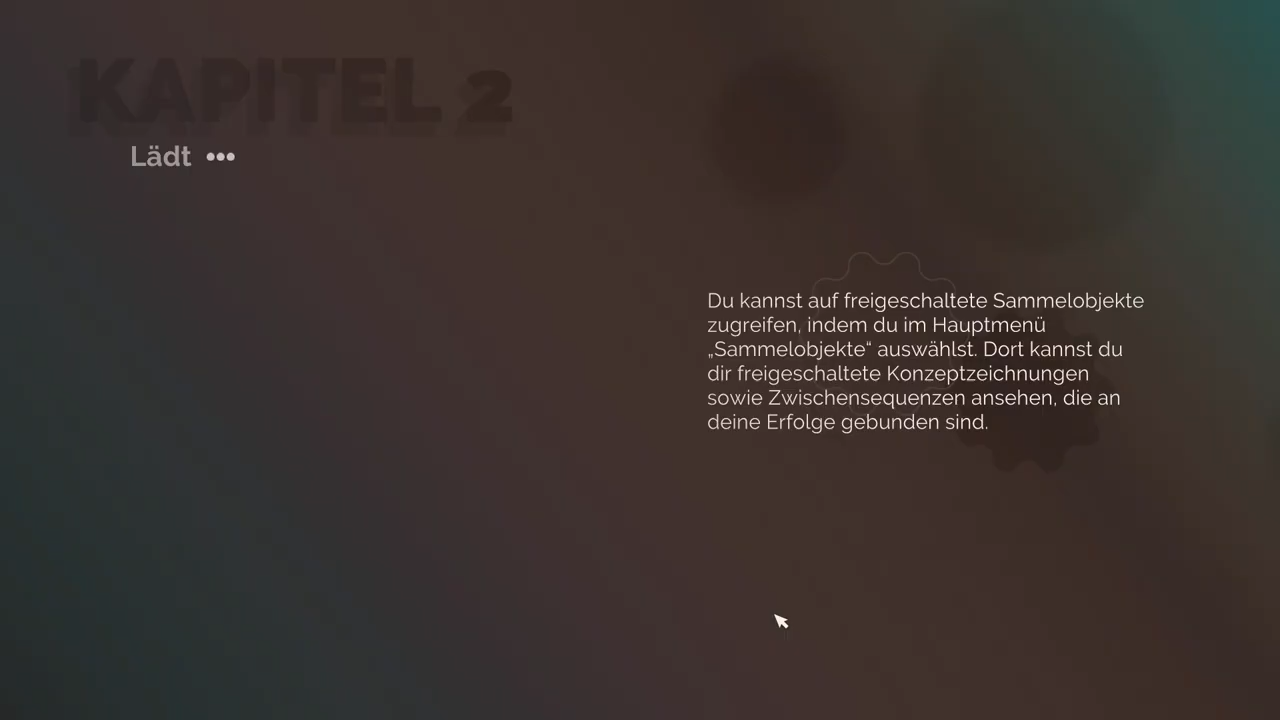 KAPITEL 2
Lädt •••
Du kannst auf freigeschaltete Sammelobjekte
zugreifen, indem du im Hauptmenü
„Sammelobjekte“ auswählst. Dort kannst du
dir freigeschaltete Konzeptzeichnungen
sowie Zwischensequenzen ansehen, die an
deine Erfolge gebunden sind.